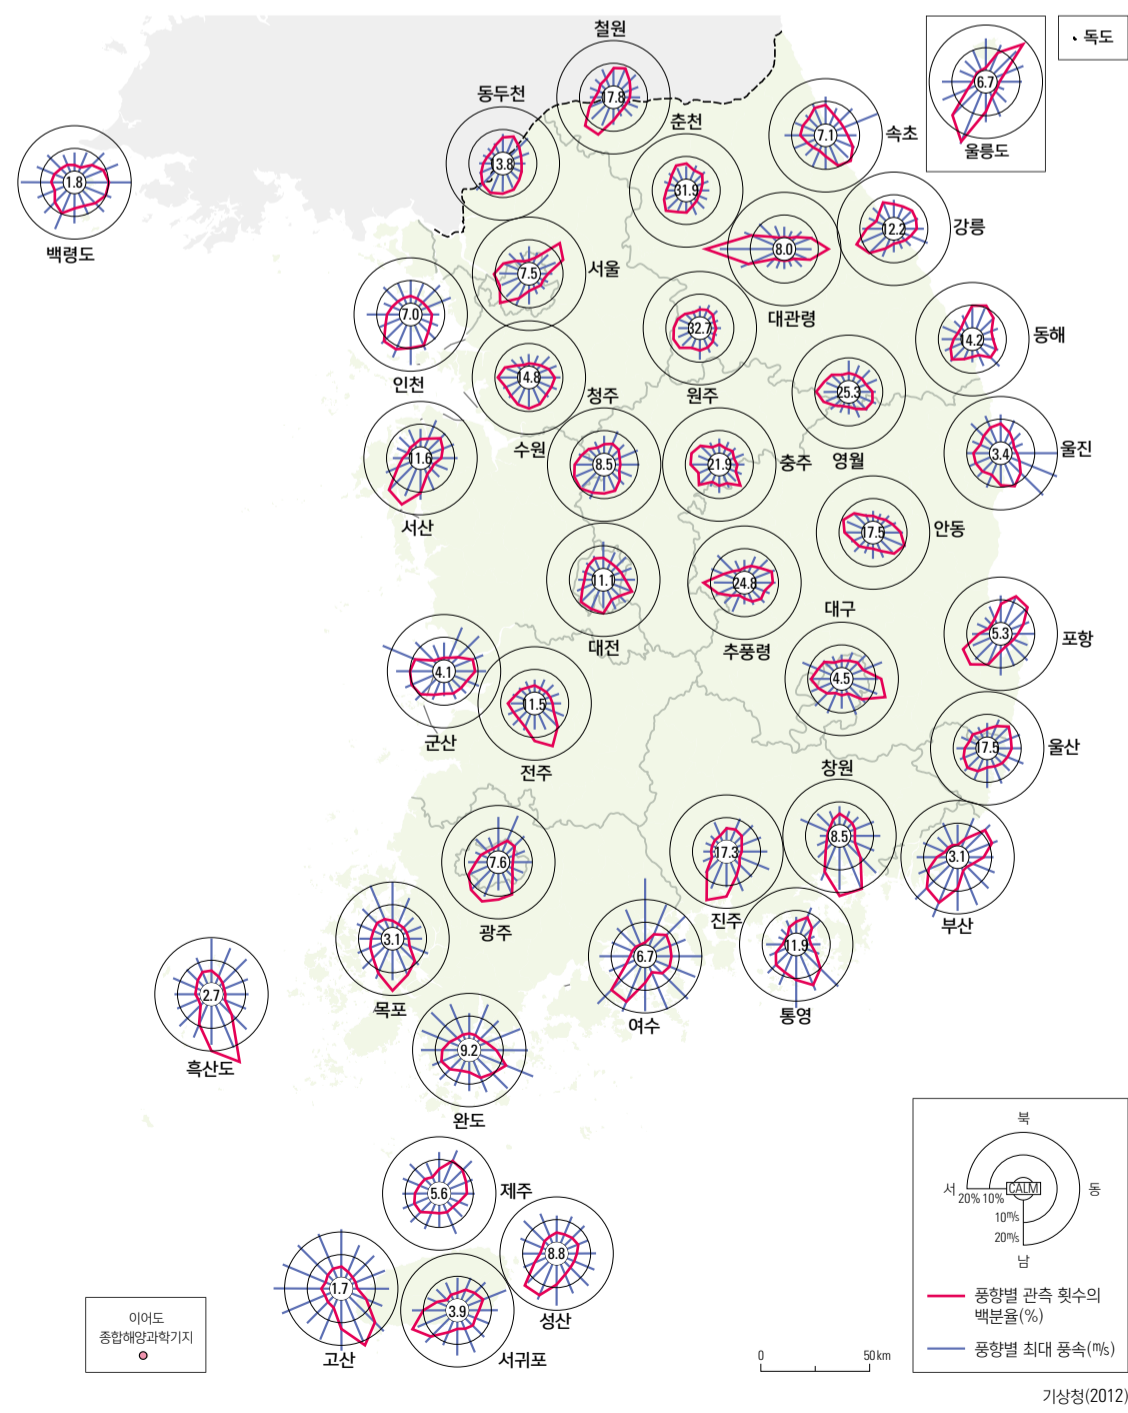 철원
17.8
독도
동두천
13.8
춘천
31.9
속초
7.1
6.7
울릉도
1.8
백령도
강릉
12.2
서울
7.5
8.0
대관령
7.0
인천
32.7
원주
동해
14.2
14.8
수원
청주
8.5
25.3
영월
울진
3.4
11.6
서산
21.9
충주
안동
17.5
11.1
대전
24.8
추풍령
대구
4.5
포항
5.3
4.1
군산
11.5
전주
울산
17.5
창원
8.5
7.6
광주
17.3
진주
3.1
부산
3.1
목포
6.7
여수
11.9
통영
2.7
흑산도
9.2
완도
제주
5.6
8.8
성산
1.7
고산
3.9
서귀포
이어도
종합해양과학기지
0
50 km
북
서
CALM
동
20% 10%
10㎧
20㎧
남
풍향별 관측 횟수의
백분율(%)
풍향별 최대 풍속(㎧)
기상청(2012)